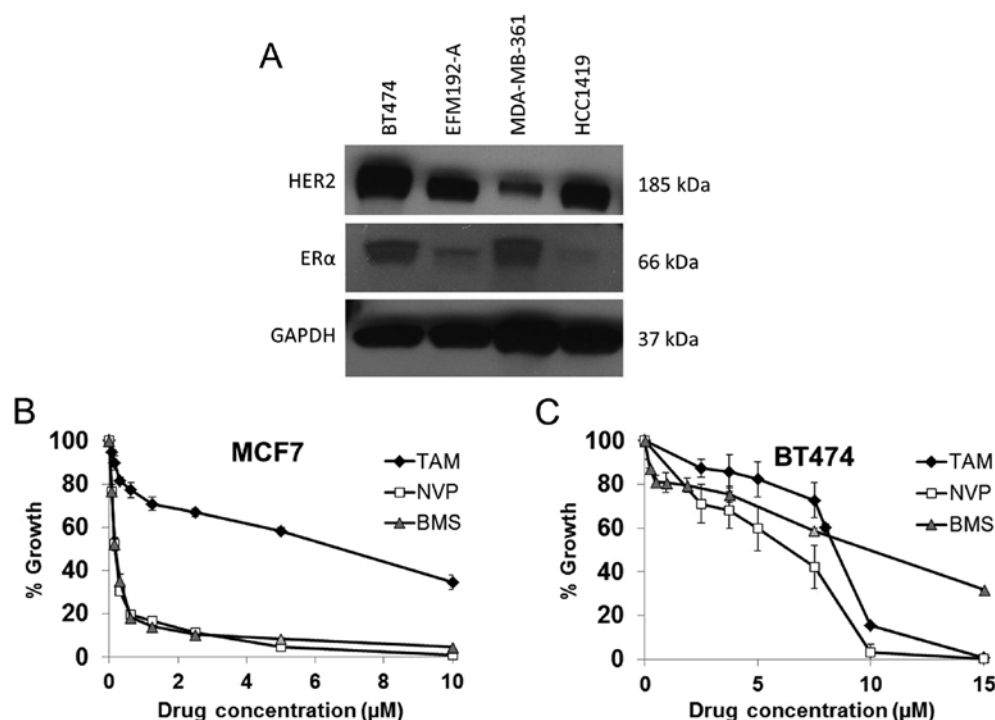 A
BT474
EFM192-A
MDA-MB-361
HCC1419
HER2
185 kDa
ERα
66 kDa
GAPDH
37 kDa
B
MCF7
TAM
NVP
BMS
% Growth
100
80
60
40
20
0
0
2
4
6
8
10
Drug concentration (μM)
C
BT474
TAM
NVP
BMS
% Growth
100
80
60
40
20
0
0
5
10
15
Drug concentration (μM)